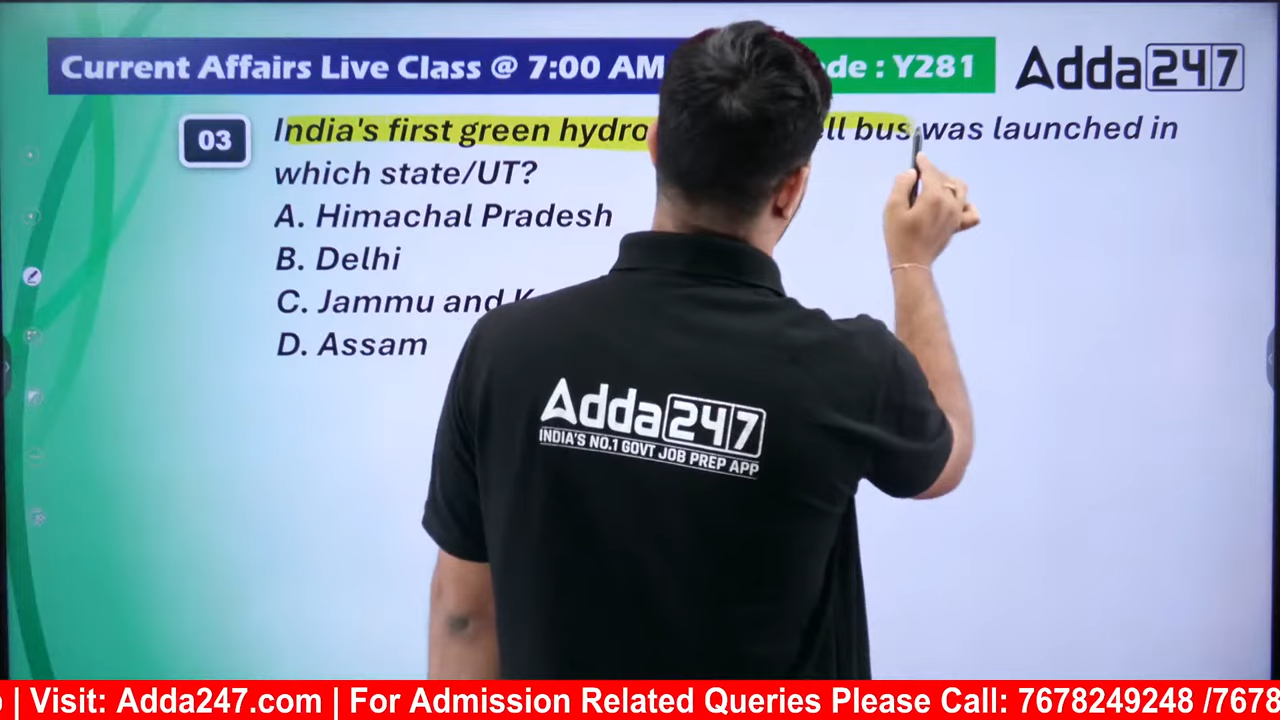 Current Affairs Live Class @ 7:00 AM ode : Y281
Adda247
03
India's first green hydro ll bus was launched in
which state/UT?
A. Himachal Pradesh
B. Delhi
C. Jammu and
D. Assam
Adda247
INDIA'S NO.1 GOVT JOB PREP APP
| Visit: Adda247.com | For Admission Related Queries Please Call: 7678249248 /7678